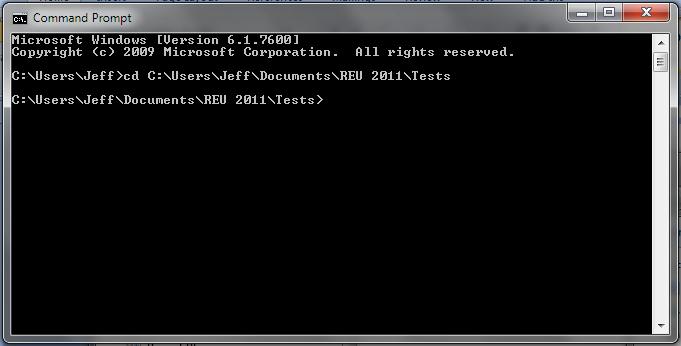 Command Prompt
Microsoft Windows [Version 6.1.7600]
Copyright (c) 2009 Microsoft Corporation.  All rights reserved.
C:\Users\Jeff>cd C:\Users\Jeff\Documents\REU 2011\Tests
C:\Users\Jeff\Documents\REU 2011\Tests>